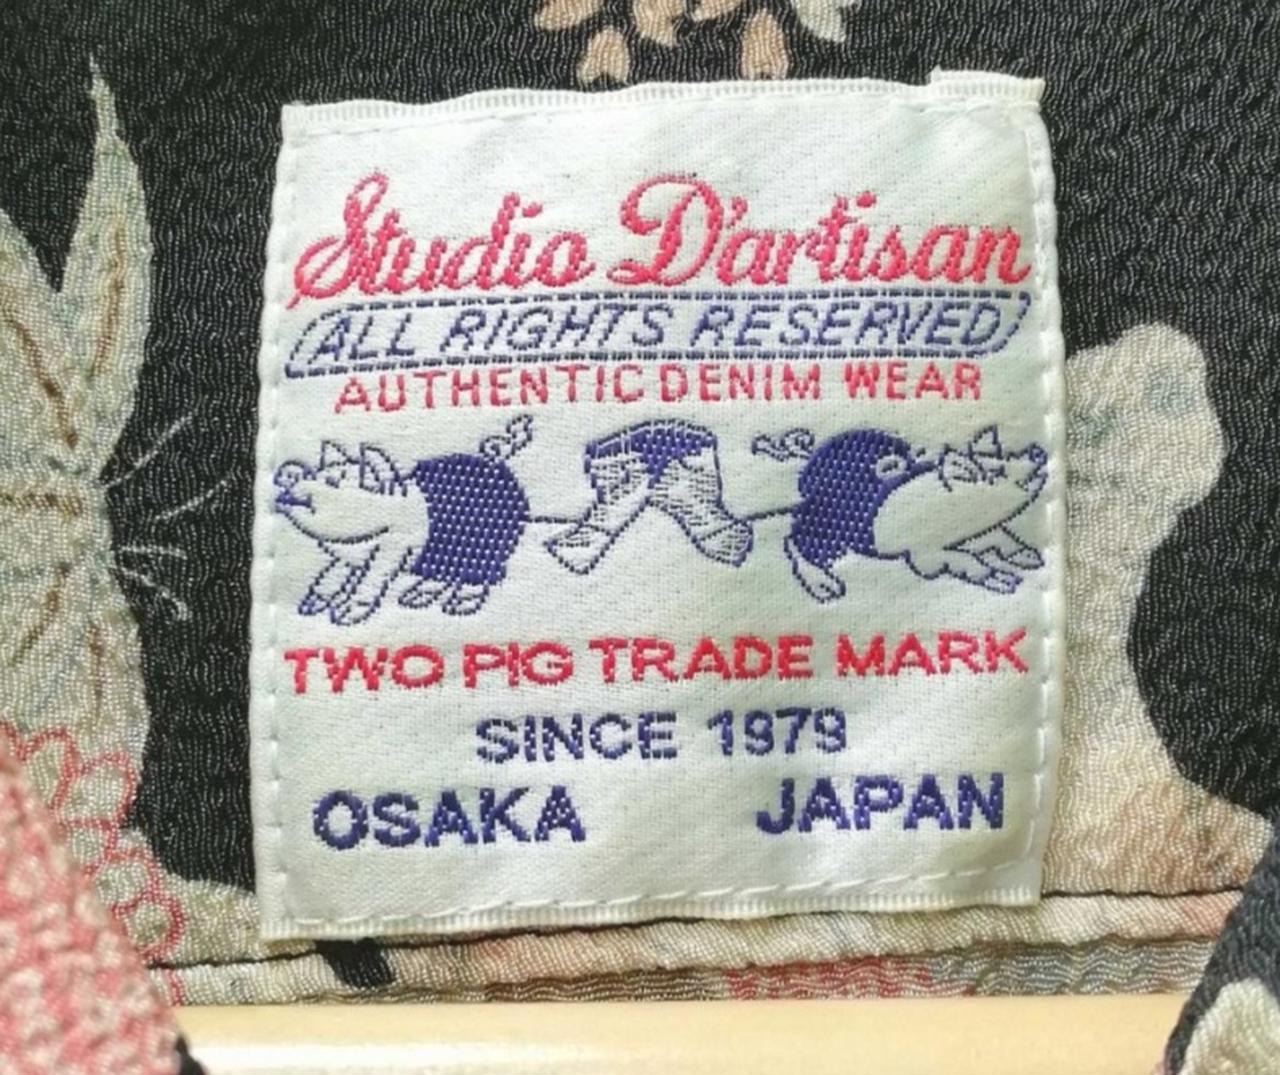 Studio D'artisan
ALL RIGHTS RESERVED
AUTHENTIC DENIM WEAR
TWO PIG TRADE MARK
SINCE 1979
OSAKA JAPAN